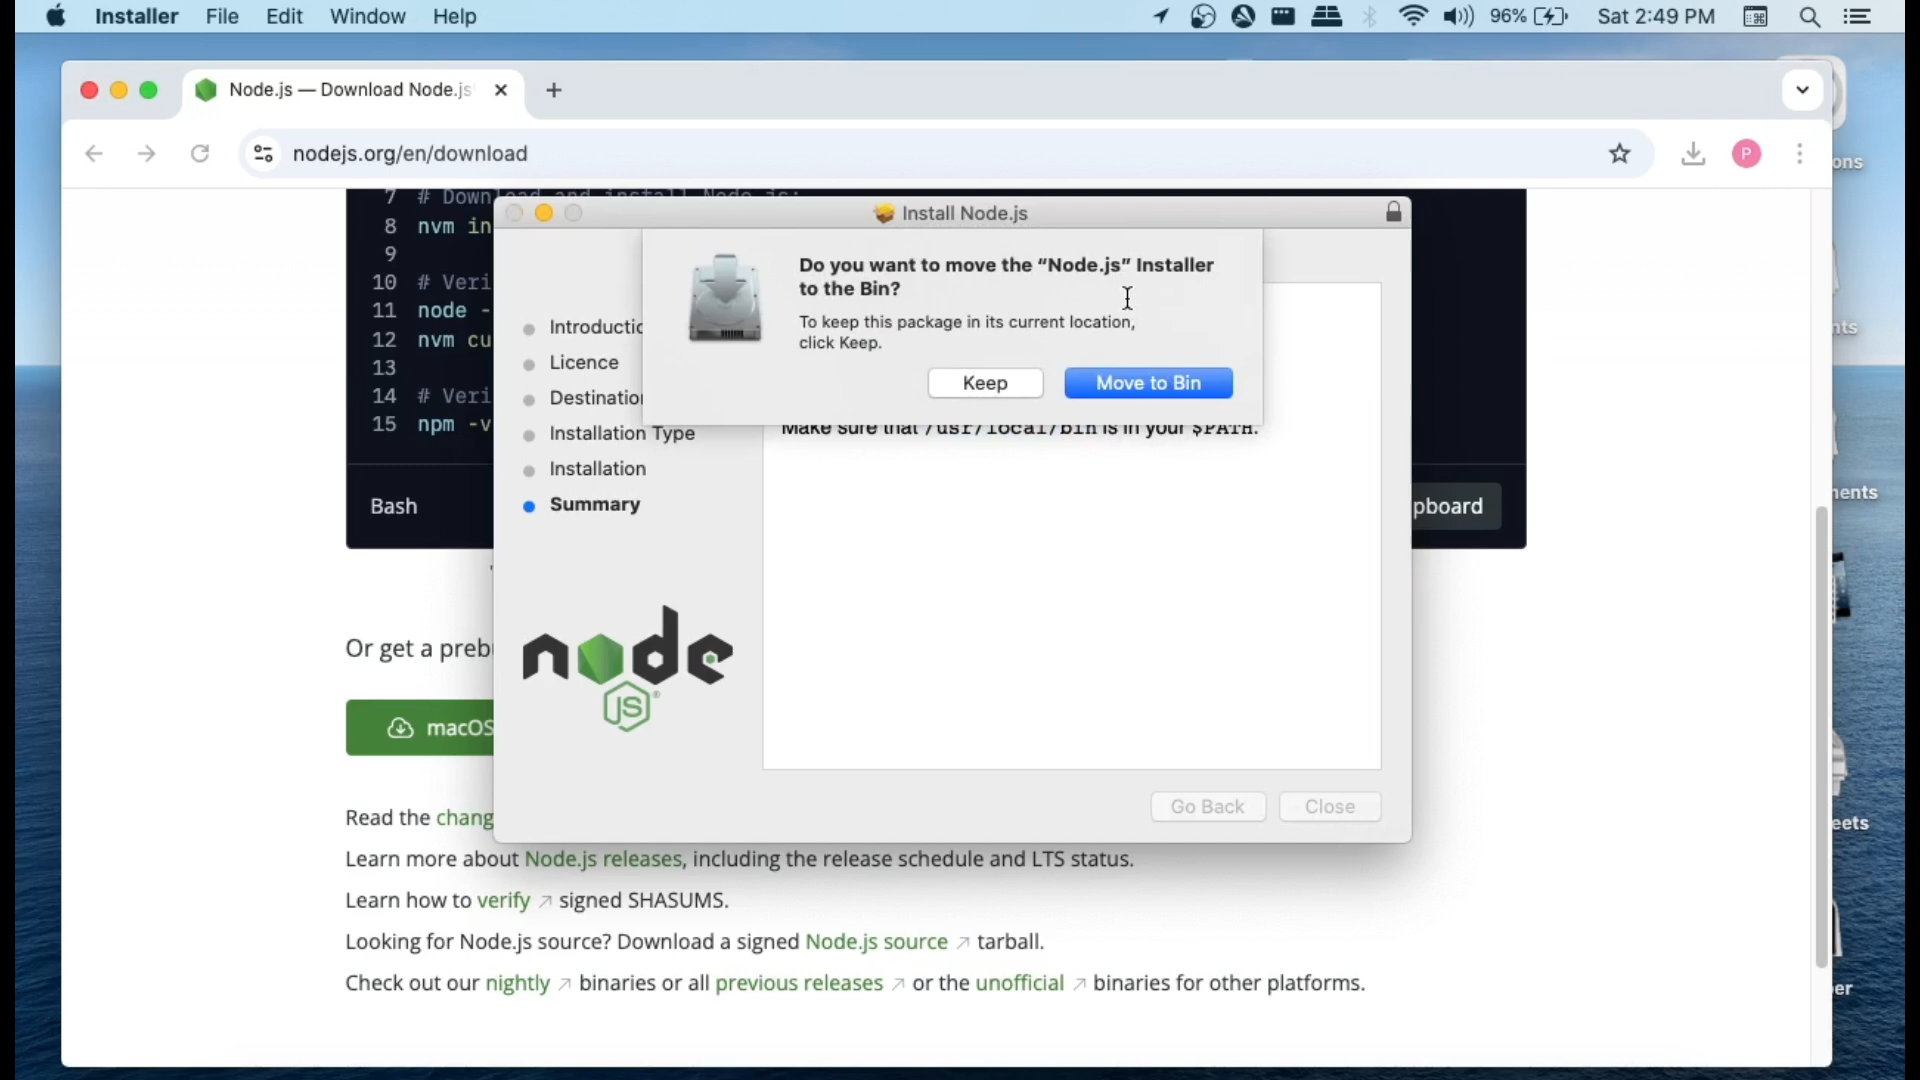 Installer File Edit Window Help 96% Sat 2:49 PM
Node.js — Download Node.js
nodejs.org/en/download
P
ons
7 # Download and install Node.js:
8 nvm in
9
10 # Veri
11 node -
12 nvm cu
13
14 # Veri
15 npm -v
Bash
pboard
Install Node.js
Do you want to move the “Node.js” Installer
to the Bin?
To keep this package in its current location,
click Keep.
Keep Move to Bin
Introductio
Licence
Destination
Installation Type
Installation
Summary
Make sure that /usr/local/bin is in your $PATH.
node
JS
Go Back Close
Or get a preb
macOS
Read the chang
Learn more about Node.js releases, including the release schedule and LTS status.
Learn how to verify signed SHASUMS.
Looking for Node.js source? Download a signed Node.js source tarball.
Check out our nightly binaries or all previous releases or the unofficial binaries for other platforms.
nts
nents
eets
er